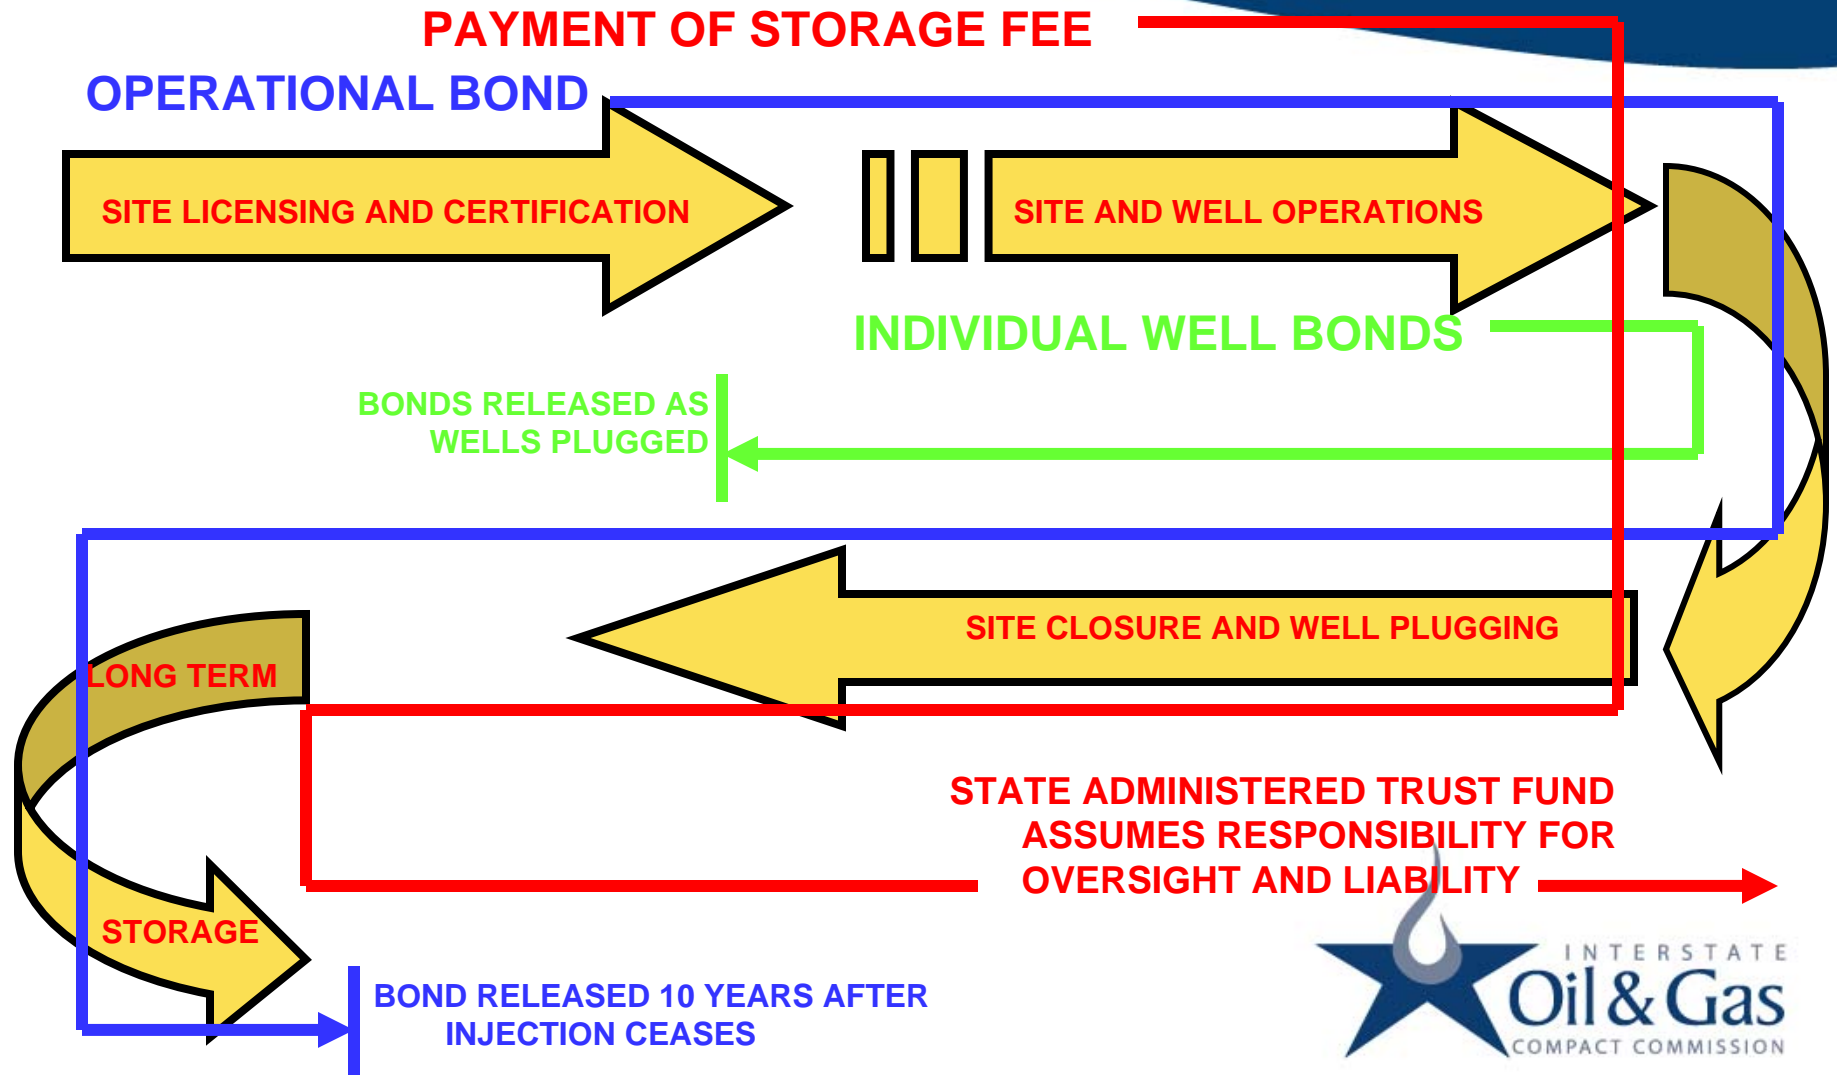 PAYMENT OF STORAGE FEE
OPERATIONAL BOND
SITE LICENSING AND CERTIFICATION
SITE AND WELL OPERATIONS
INDIVIDUAL WELL BONDS
BONDS RELEASED AS
WELLS PLUGGED
SITE CLOSURE AND WELL PLUGGING
LONG TERM
STATE ADMINISTERED TRUST FUND
ASSUMES RESPONSIBILITY FOR
OVERSIGHT AND LIABILITY
STORAGE
BOND RELEASED 10 YEARS AFTER
INJECTION CEASES
INTERSTATE
Oil & Gas
COMPACT COMMISSION